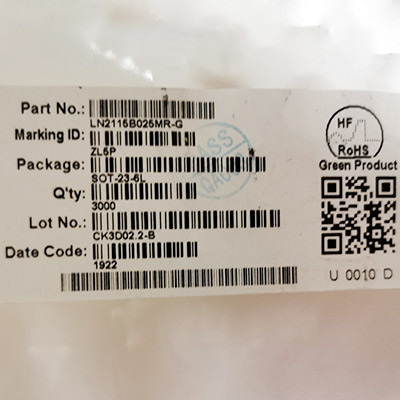 Part No.:
LN2115B025MR-G
Marking ID:
ZL5P
Package:
SOT-23-6L
Q'ty:
3000
Lot No.:
CK3D02.2-B
Date Code:
1922
PASS
HF
RoHS
Green Product
U 0010 D